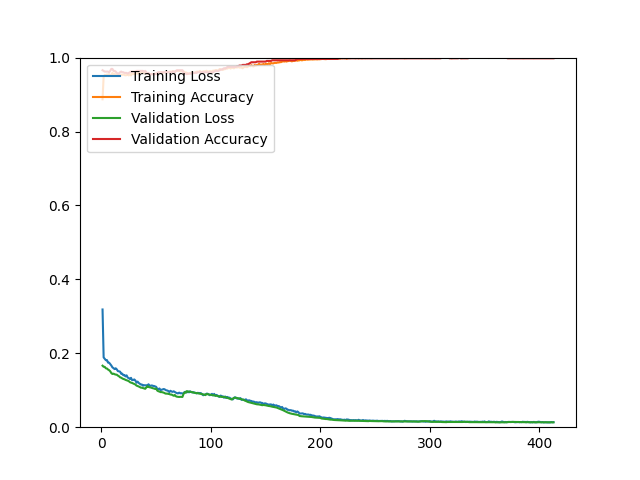 1.0
0.8
0.6
0.4
0.2
0.0
Training Loss
Training Accuracy
Validation Loss
Validation Accuracy
0 100 200 300 400